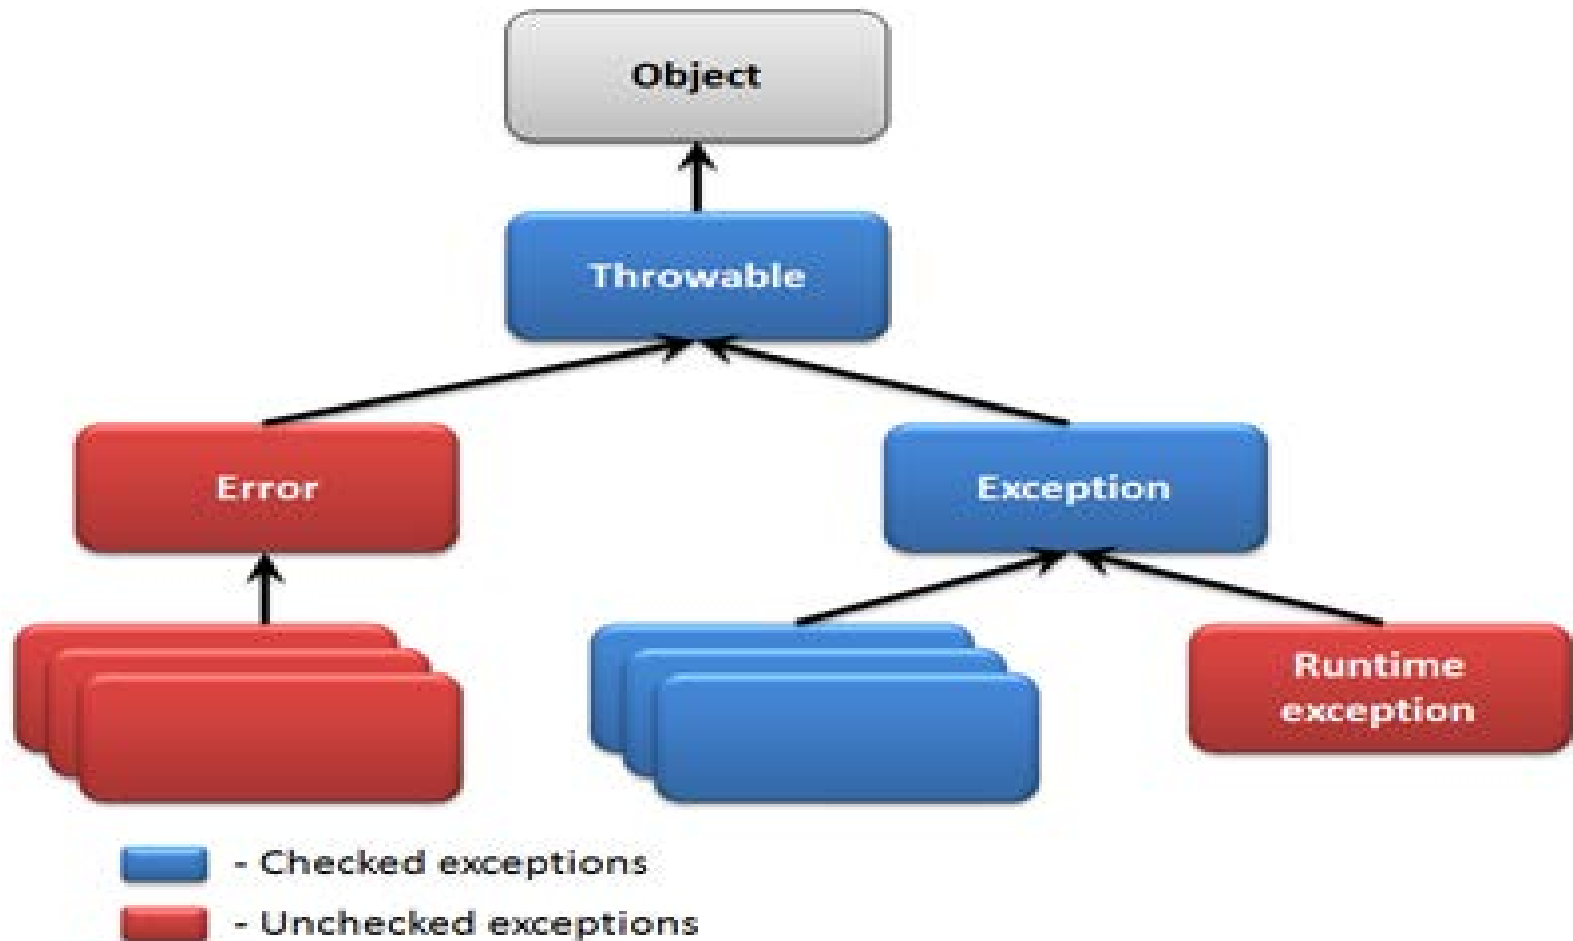 Object
Throwable
Error
Exception
Runtime
exception
- Checked exceptions
- Unchecked exceptions